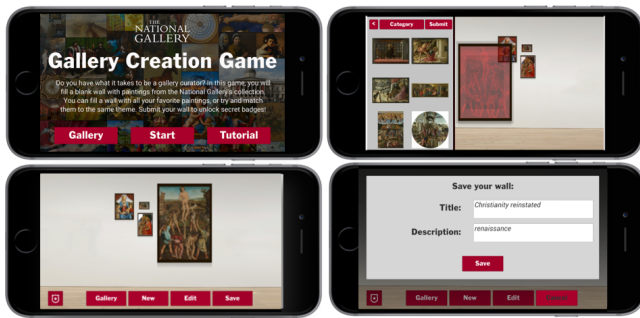 THE
NATIONAL
GALLERY
Gallery Creation Game
Do you have what it takes to be a gallery curator? In this game, you will
fill a blank wall with paintings from the National Gallery's collection.
You can fill a wall with all your favorite paintings, or try and match
them to the same theme. Submit your wall to unlock secret badges!
Gallery Start Tutorial
< Category Submit
Gallery New Edit Save
Save your wall:
Title: Christianity reinstated
Description: renaissance
Save
Gallery New Edit